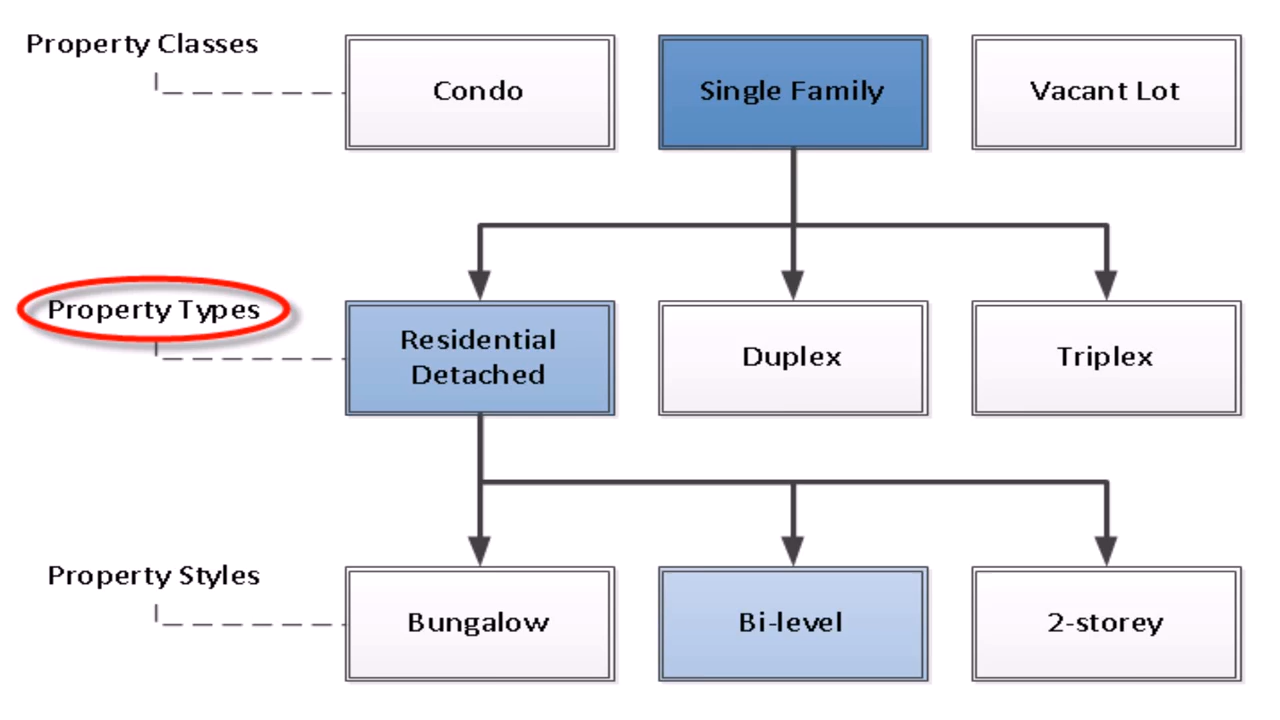 Property Classes
Condo
Single Family
Vacant Lot
Property Types
Residential
Detached
Duplex
Triplex
Property Styles
Bungalow
Bi-level
2-storey